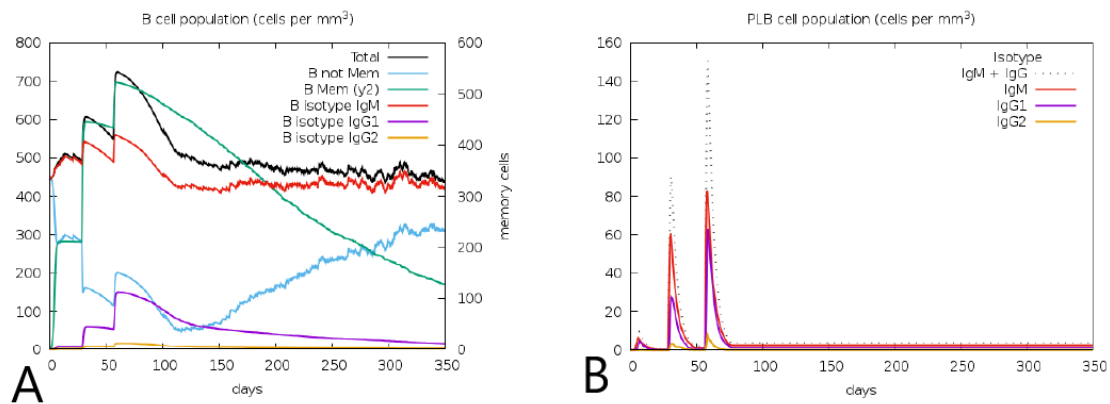 B cell population (cells per mm³)
800
700
600
500
400
300
200
100
0
600
500
400
300
200
100
0
Total
B not Mem
B Mem (y2)
B isotype IgM
B isotype IgG1
B isotype IgG2
memory cells
0 50 100 150 200 250 300 350
days
A
PLB cell population (cells per mm³)
160
140
120
100
80
60
40
20
0
Isotype
IgM + IgG
IgM
IgG1
IgG2
0 50 100 150 200 250 300 350
days
B